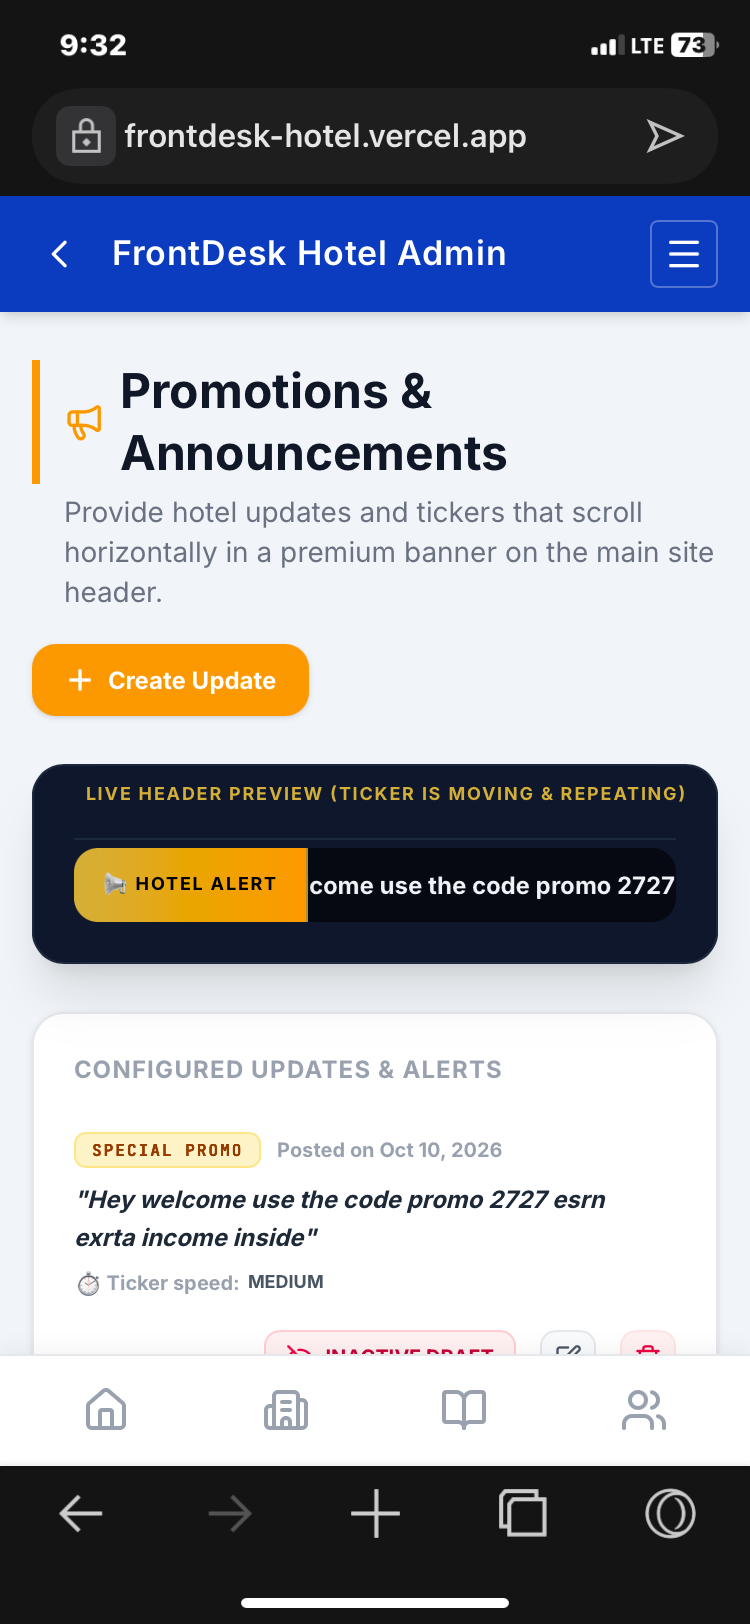 9:32
LTE 73
frontdesk-hotel.vercel.app
FrontDesk Hotel Admin
Promotions &
Announcements
Provide hotel updates and tickers that scroll
horizontally in a premium banner on the main site
header.
Create Update
LIVE HEADER PREVIEW (TICKER IS MOVING & REPEATING)
HOTEL ALERT
come use the code promo 2727
CONFIGURED UPDATES & ALERTS
SPECIAL PROMO Posted on Oct 10, 2026
"Hey welcome use the code promo 2727 esrn
exrta income inside"
Ticker speed: MEDIUM
INACTIVE DRAFT